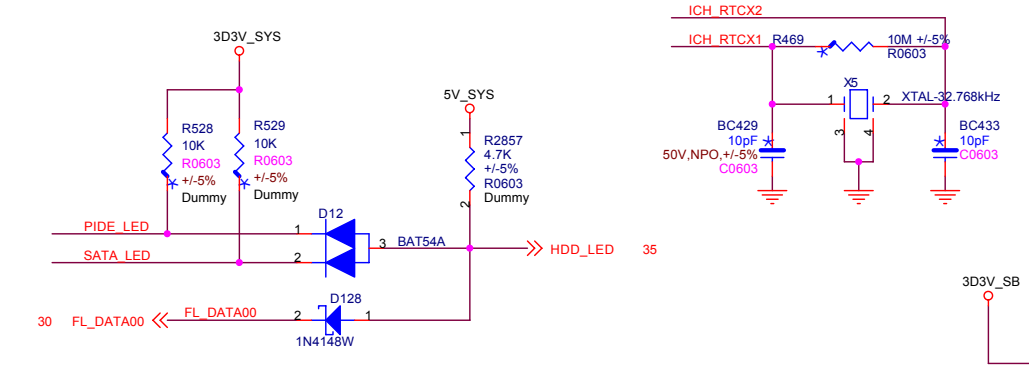 ICH_RTCX2
ICH_RTCX1
R469
10M +/-5%
R0603
3D3V_SYS
R528
10K
R0603
+/-5%
Dummy
R529
10K
R0603
+/-5%
Dummy
5V_SYS
1
R2857
4.7K
+/-5%
R0603
Dummy
2
X5
1
2
XTAL-32.768kHz
3
4
BC429
10pF
50V,NPO,+/-5%
C0603
BC433
10pF
C0603
PIDE_LED
1
D12
3
BAT54A
SATA_LED
2
HDD_LED
35
30
FL_DATA00
FL_DATA00
2
D128
1
1N4148W
3D3V_SB